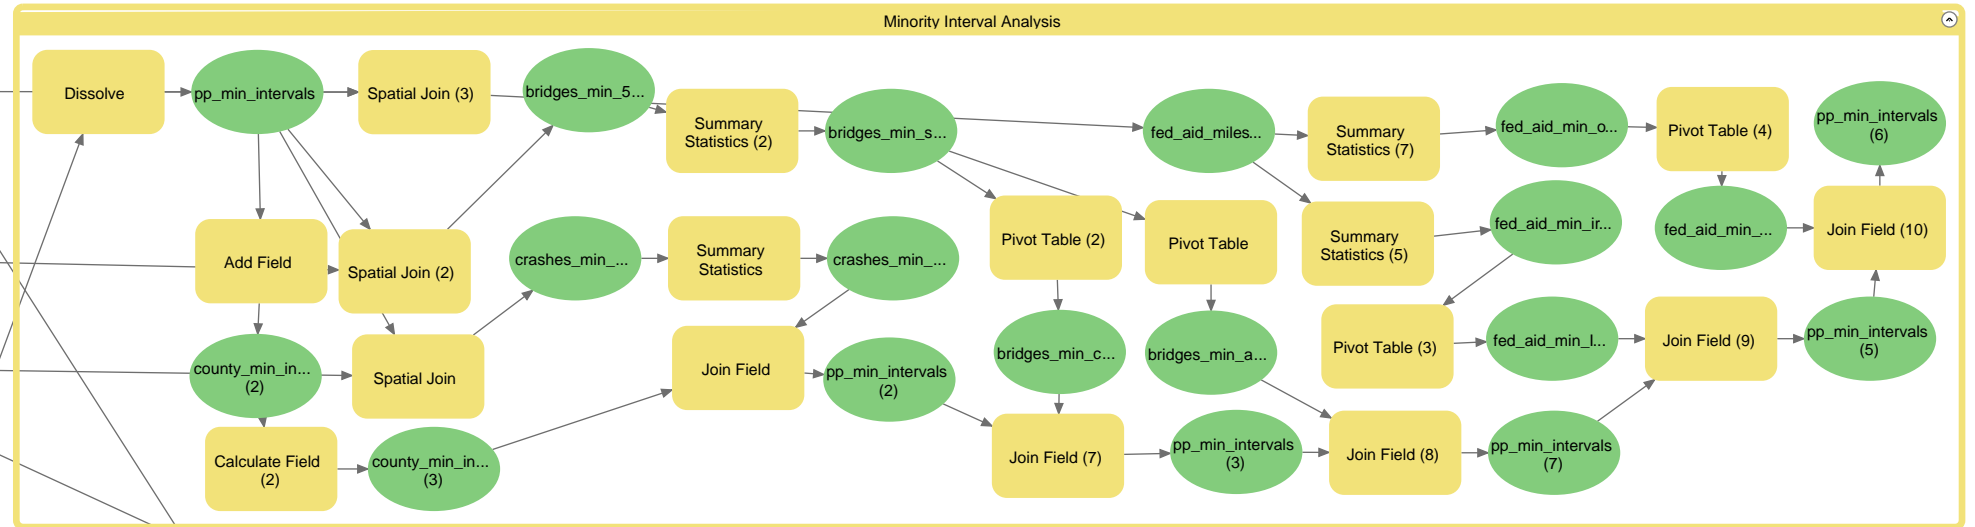 Minority Interval Analysis
Dissolve
pp_min_intervals
Spatial Join (3)
bridges_min_5...
Summary
Statistics (2)
bridges_min_s...
fed_aid_miles...
Summary
Statistics (7)
fed_aid_min_o...
Pivot Table (4)
pp_min_intervals
(6)
Add Field
Spatial Join (2)
crashes_min_...
Summary
Statistics
crashes_min_...
Pivot Table (2)
Pivot Table
Summary
Statistics (5)
fed_aid_min_ir...
fed_aid_min_...
Join Field (10)
county_min_in...
(2)
Spatial Join
Join Field
pp_min_intervals
(2)
bridges_min_c...
bridges_min_a...
Pivot Table (3)
fed_aid_min_l...
Join Field (9)
pp_min_intervals
(5)
Calculate Field
(2)
county_min_in...
(3)
Join Field (7)
pp_min_intervals
(3)
Join Field (8)
pp_min_intervals
(7)